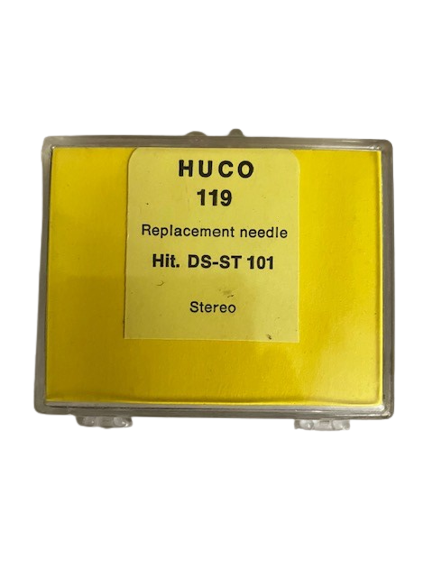 HUCO
119
Replacement needle
Hit. DS-ST 101
Stereo